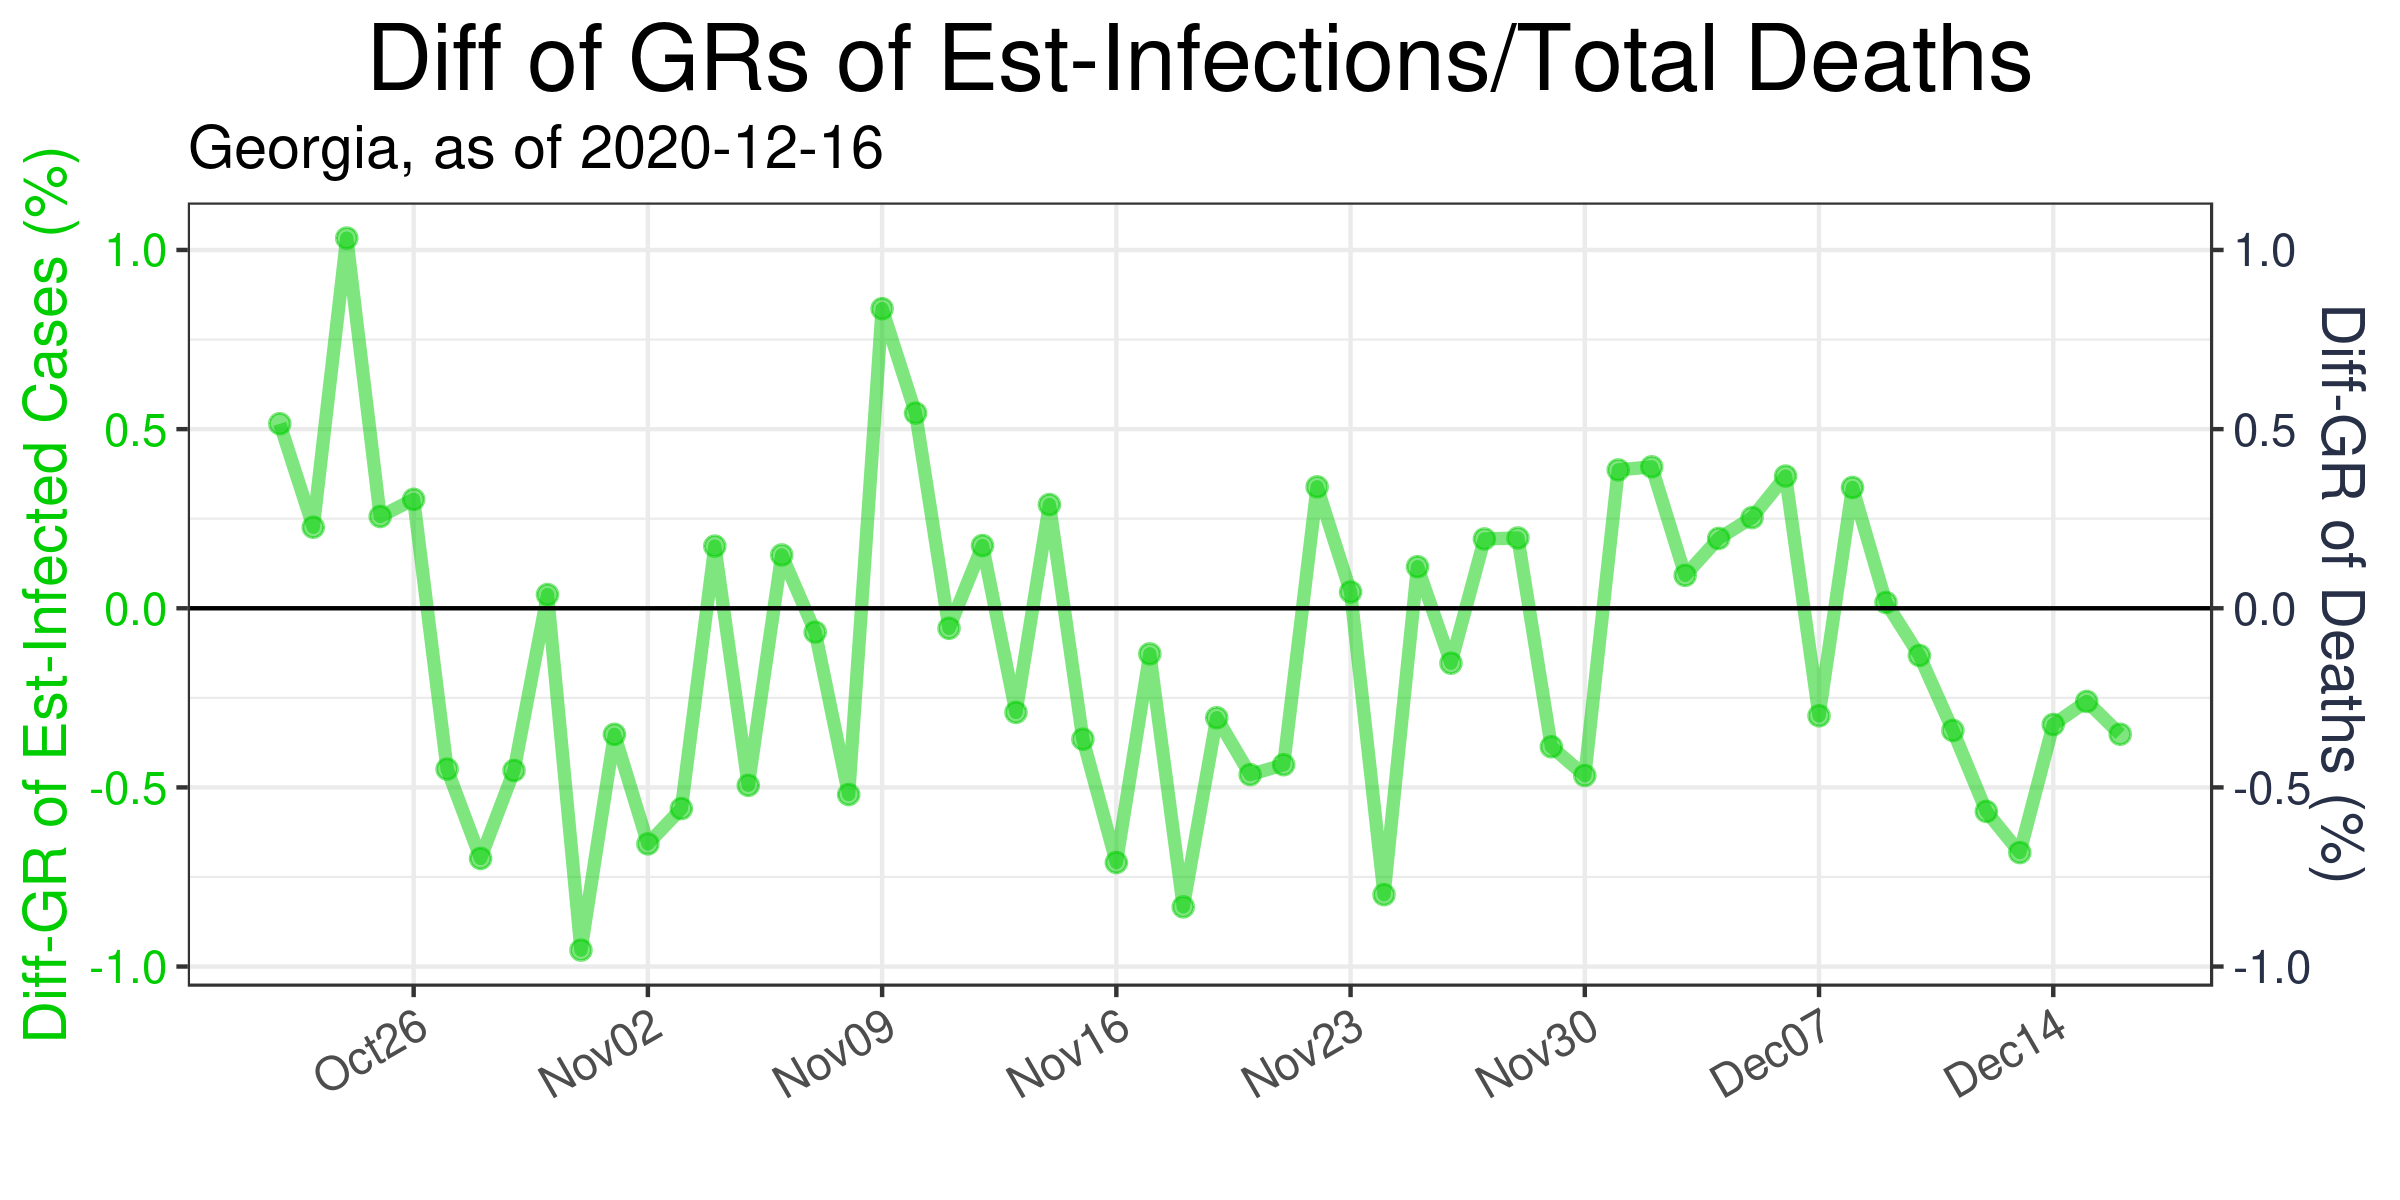 Diff of GRs of Est-Infections/Total Deaths
Georgia, as of 2020-12-16
Diff-GR of Est-Infected Cases (%)
1.0
0.5
0.0
-0.5
-1.0
1.0
0.5
0.0
-0.5
-1.0
Diff-GR of Deaths (%)
Oct26
Nov02
Nov09
Nov16
Nov23
Nov30
Dec07
Dec14